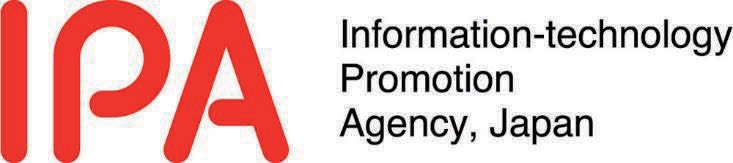 IPA
Information-technology
Promotion
Agency, Japan